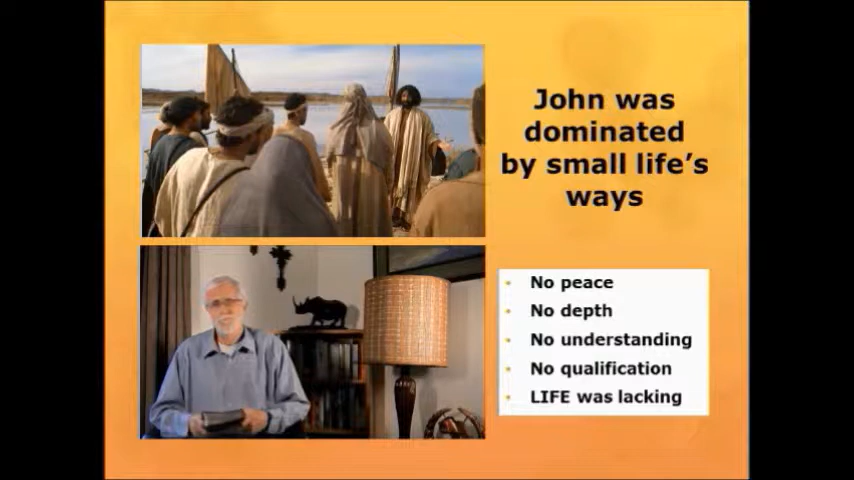 John was
dominated
by small life's
ways
• No peace
• No depth
• No understanding
• No qualification
• LIFE was lacking